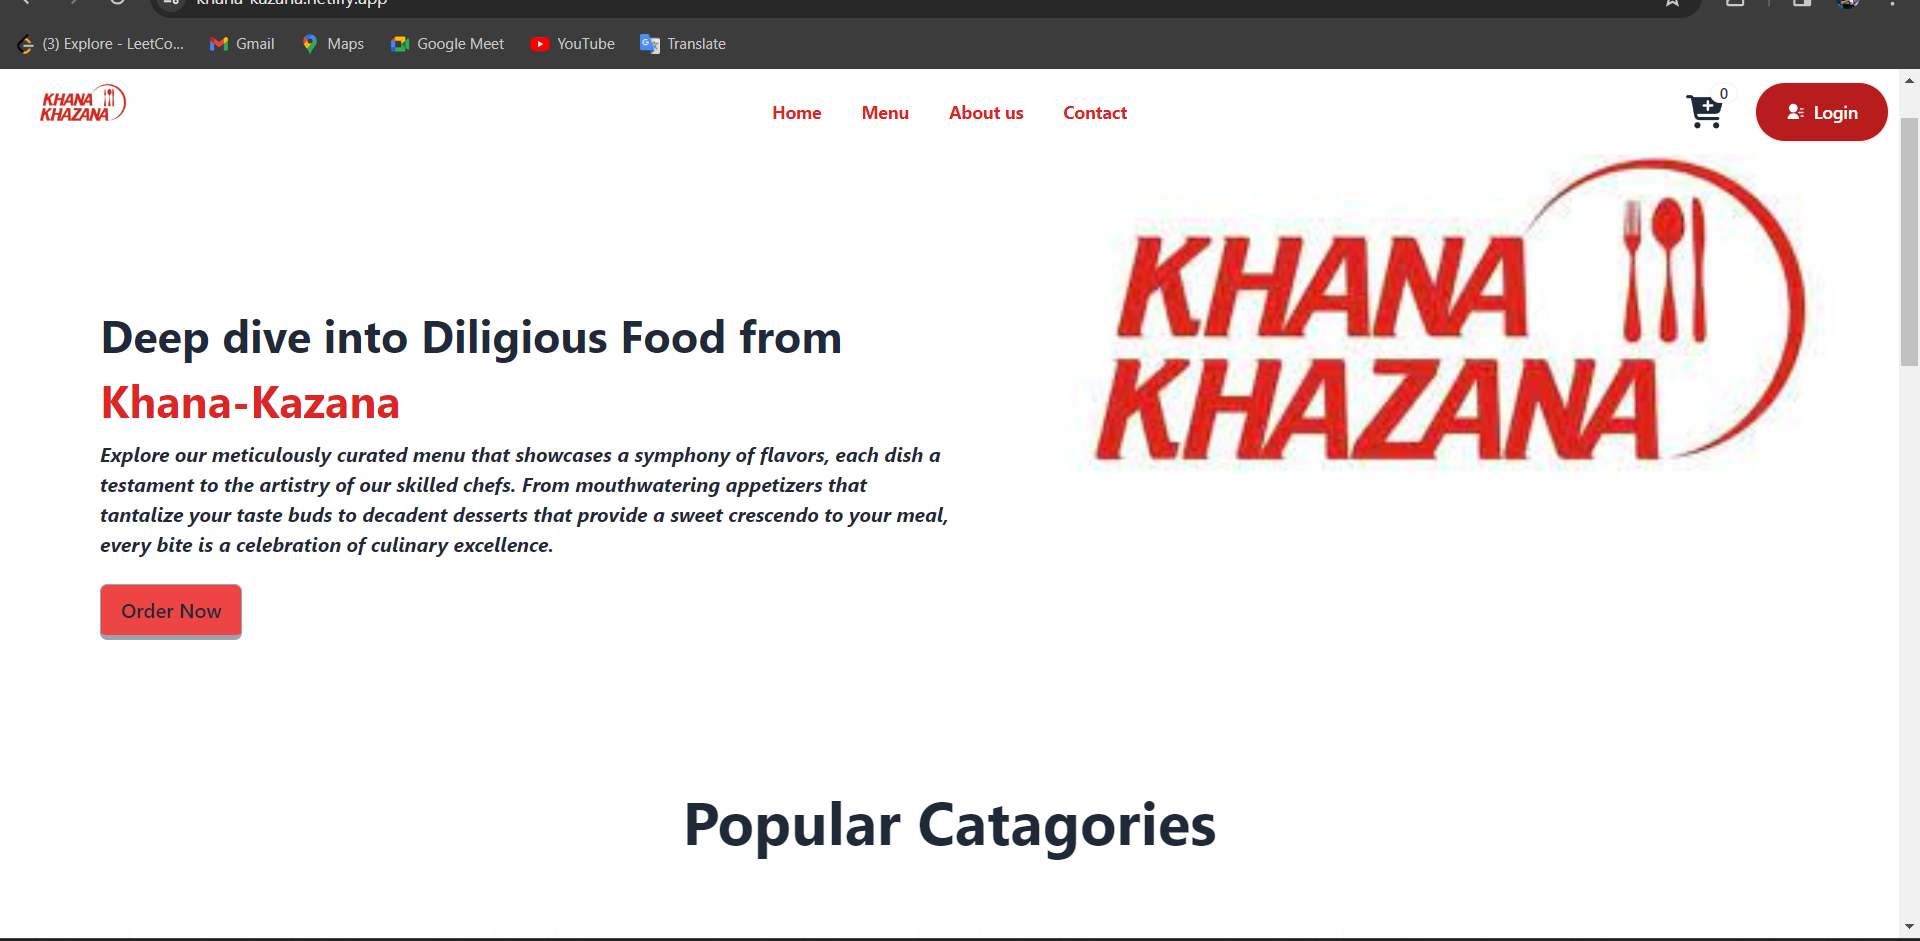 khana-kazana.netlify.app
(3) Explore - LeetCo...
Gmail
Maps
Google Meet
YouTube
Translate
KHANA
KHAZANA
Home
Menu
About us
Contact
0
Login
KHANA
KHAZANA
Deep dive into Diligious Food from
Khana-Kazana
Explore our meticulously curated menu that showcases a symphony of flavors, each dish a
testament to the artistry of our skilled chefs. From mouthwatering appetizers that
tantalize your taste buds to decadent desserts that provide a sweet crescendo to your meal,
every bite is a celebration of culinary excellence.
Order Now
Popular Catagories